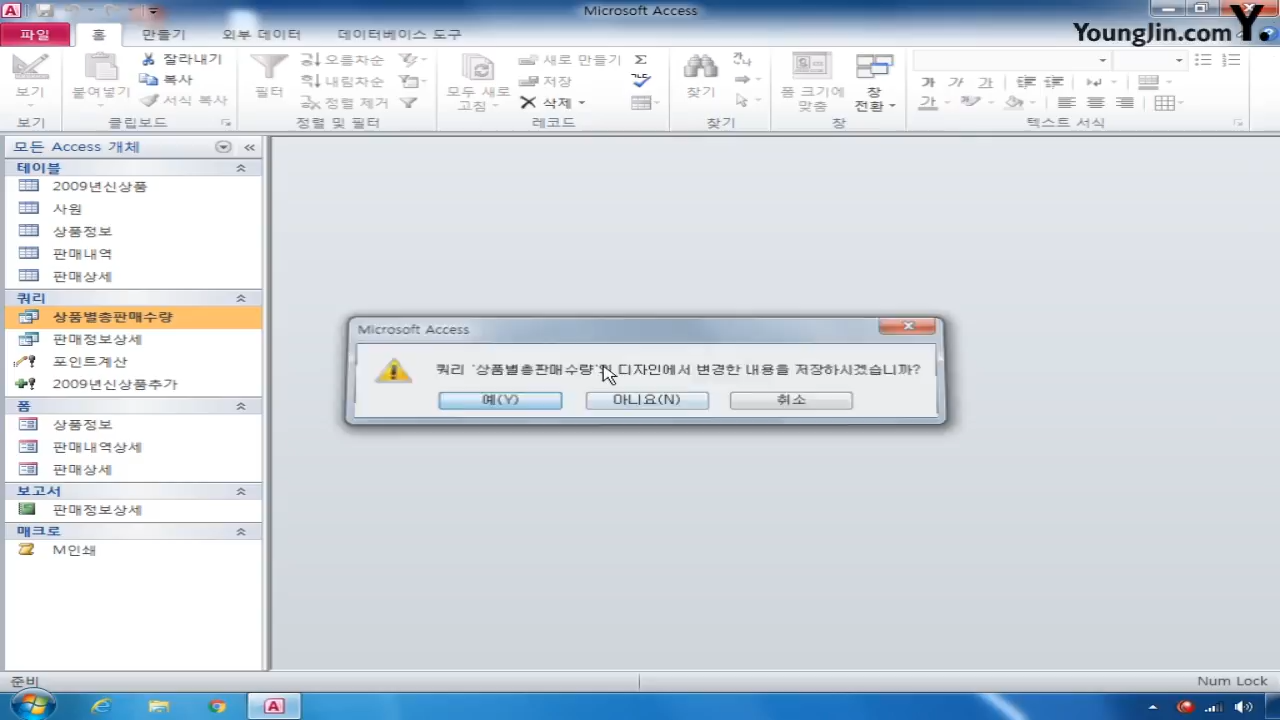 Microsoft Access
YoungJin.com Y.
파일 홈 만들기 외부 데이터 데이터베이스 도구
보기
보기
붙여넣기
잘라내기
복사
서식 복사
클립보드
필터
오름차순
내림차순
정렬 제거
정렬 및 필터
모두 새로 고침
새로 만들기
저장
삭제
레코드
찾기
찾기
폼 크기에 맞춤
창 전환
창
가 가 가
가
텍스트 서식
모든 Access 개체
테이블
2009년신상품
사원
상품정보
판매내역
판매상세
쿼리
상품별총판매수량
판매정보상세
포인트계산
2009년신상품추가
폼
상품정보
판매내역상세
판매상세
보고서
판매정보상세
매크로
M인쇄
Microsoft Access
쿼리 '상품별총판매수량'의 디자인에서 변경한 내용을 저장하시겠습니까?
예(Y) 아니요(N) 취소
준비
Num Lock